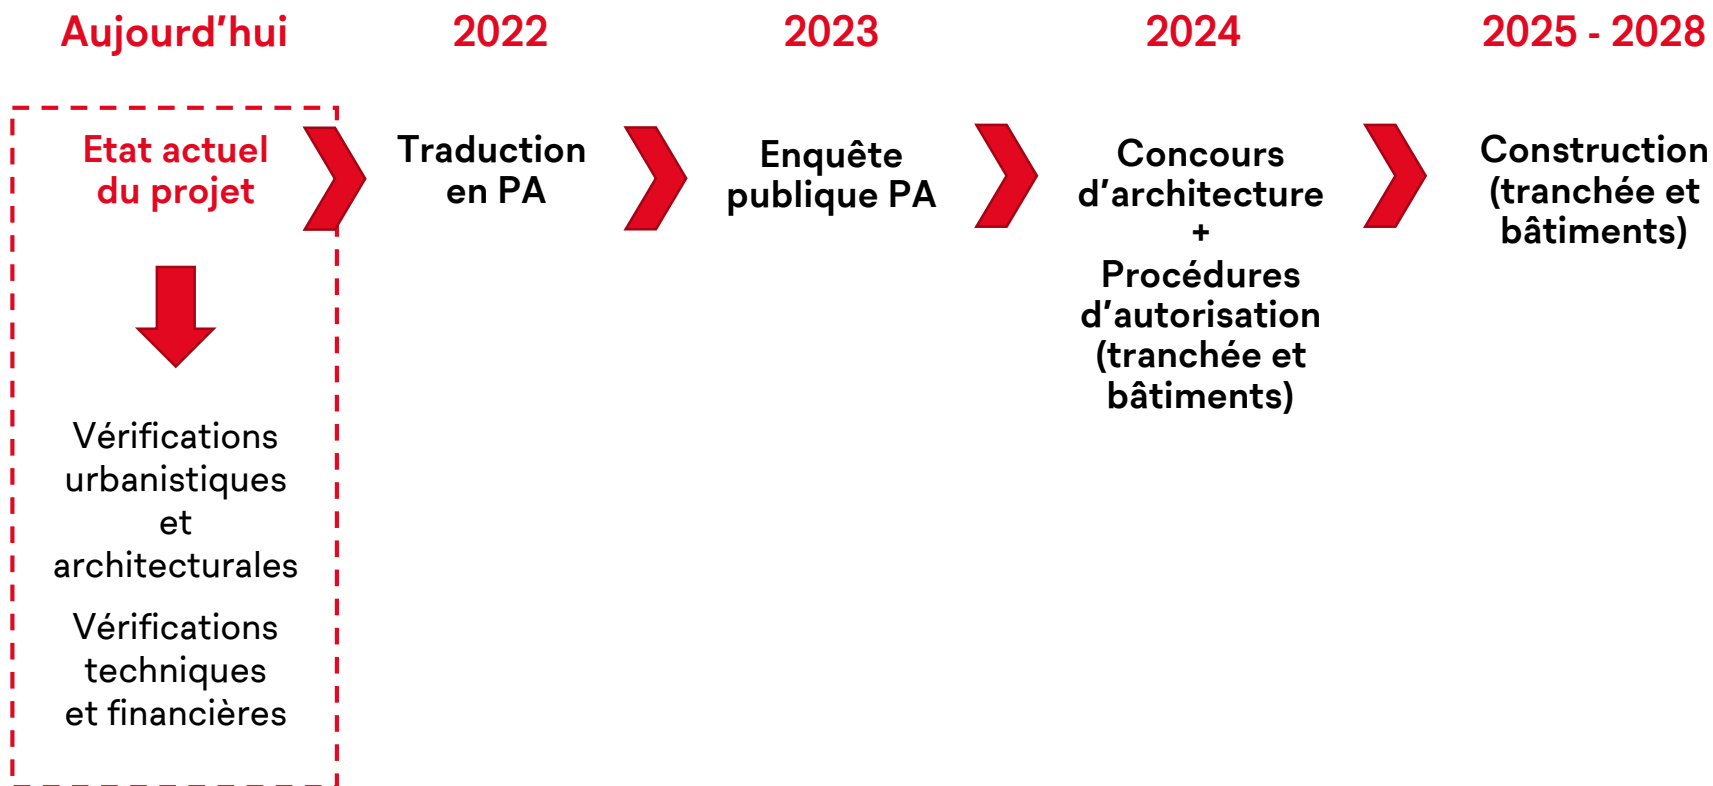 Aujourd'hui
2022
2023
2024
2025 - 2028
Etat actuel
du projet
Vérifications
urbanistiques
et
architecturales
Vérifications
techniques
et financières
Traduction
en PA
Enquête
publique PA
Concours
d'architecture
+
Procédures
d'autorisation
(tranchée et
bâtiments)
Construction
(tranchée et
bâtiments)